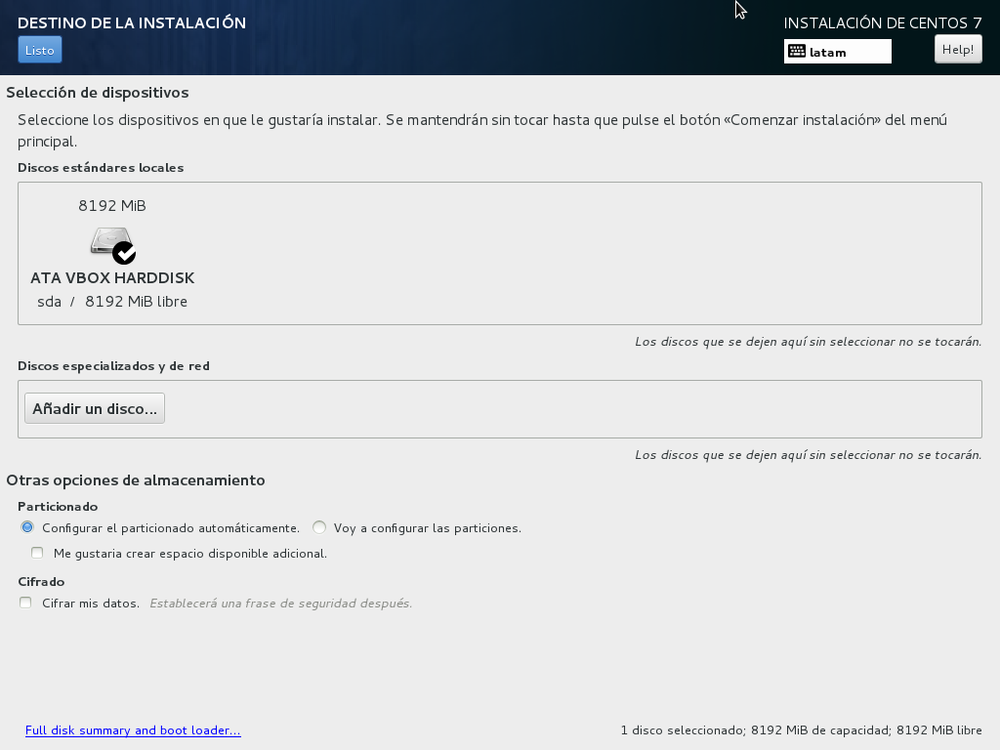 DESTINO DE LA INSTALACIÓN
INSTALACIÓN DE CENTOS 7
Listo
latam
Help!
Selección de dispositivos
Seleccione los dispositivos en que le gustaría instalar. Se mantendrán sin tocar hasta que pulse el botón «Comenzar instalación» del menú
principal.
Discos estándares locales
8192 MiB
ATA VBOX HARDDISK
sda / 8192 MiB libre
Los discos que se dejen aquí sin seleccionar no se tocarán.
Discos especializados y de red
Añadir un disco...
Los discos que se dejen aquí sin seleccionar no se tocarán.
Otras opciones de almacenamiento
Particionado
Configurar el particionado automáticamente. Voy a configurar las particiones.
Me gustaria crear espacio disponible adicional.
Cifrado
Cifrar mis datos. Establecerá una frase de seguridad después.
Full disk summary and boot loader... 1 disco seleccionado; 8192 MiB de capacidad; 8192 MiB libre